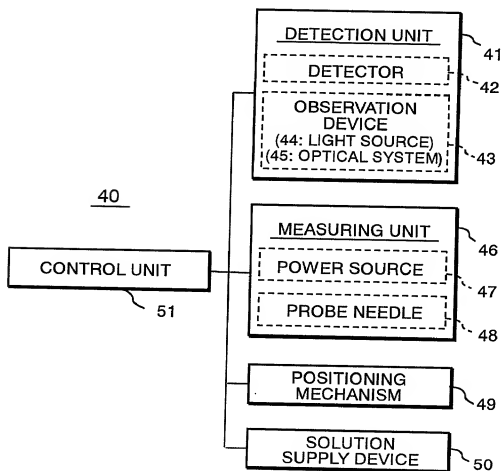 DETECTION UNIT
41
DETECTOR
42
OBSERVATION
DEVICE
(44: LIGHT SOURCE)
(45: OPTICAL SYSTEM)
43
40
MEASURING UNIT
46
CONTROL UNIT
51
POWER SOURCE
47
PROBE NEEDLE
48
POSITIONING
MECHANISM
49
SOLUTION
SUPPLY DEVICE
50